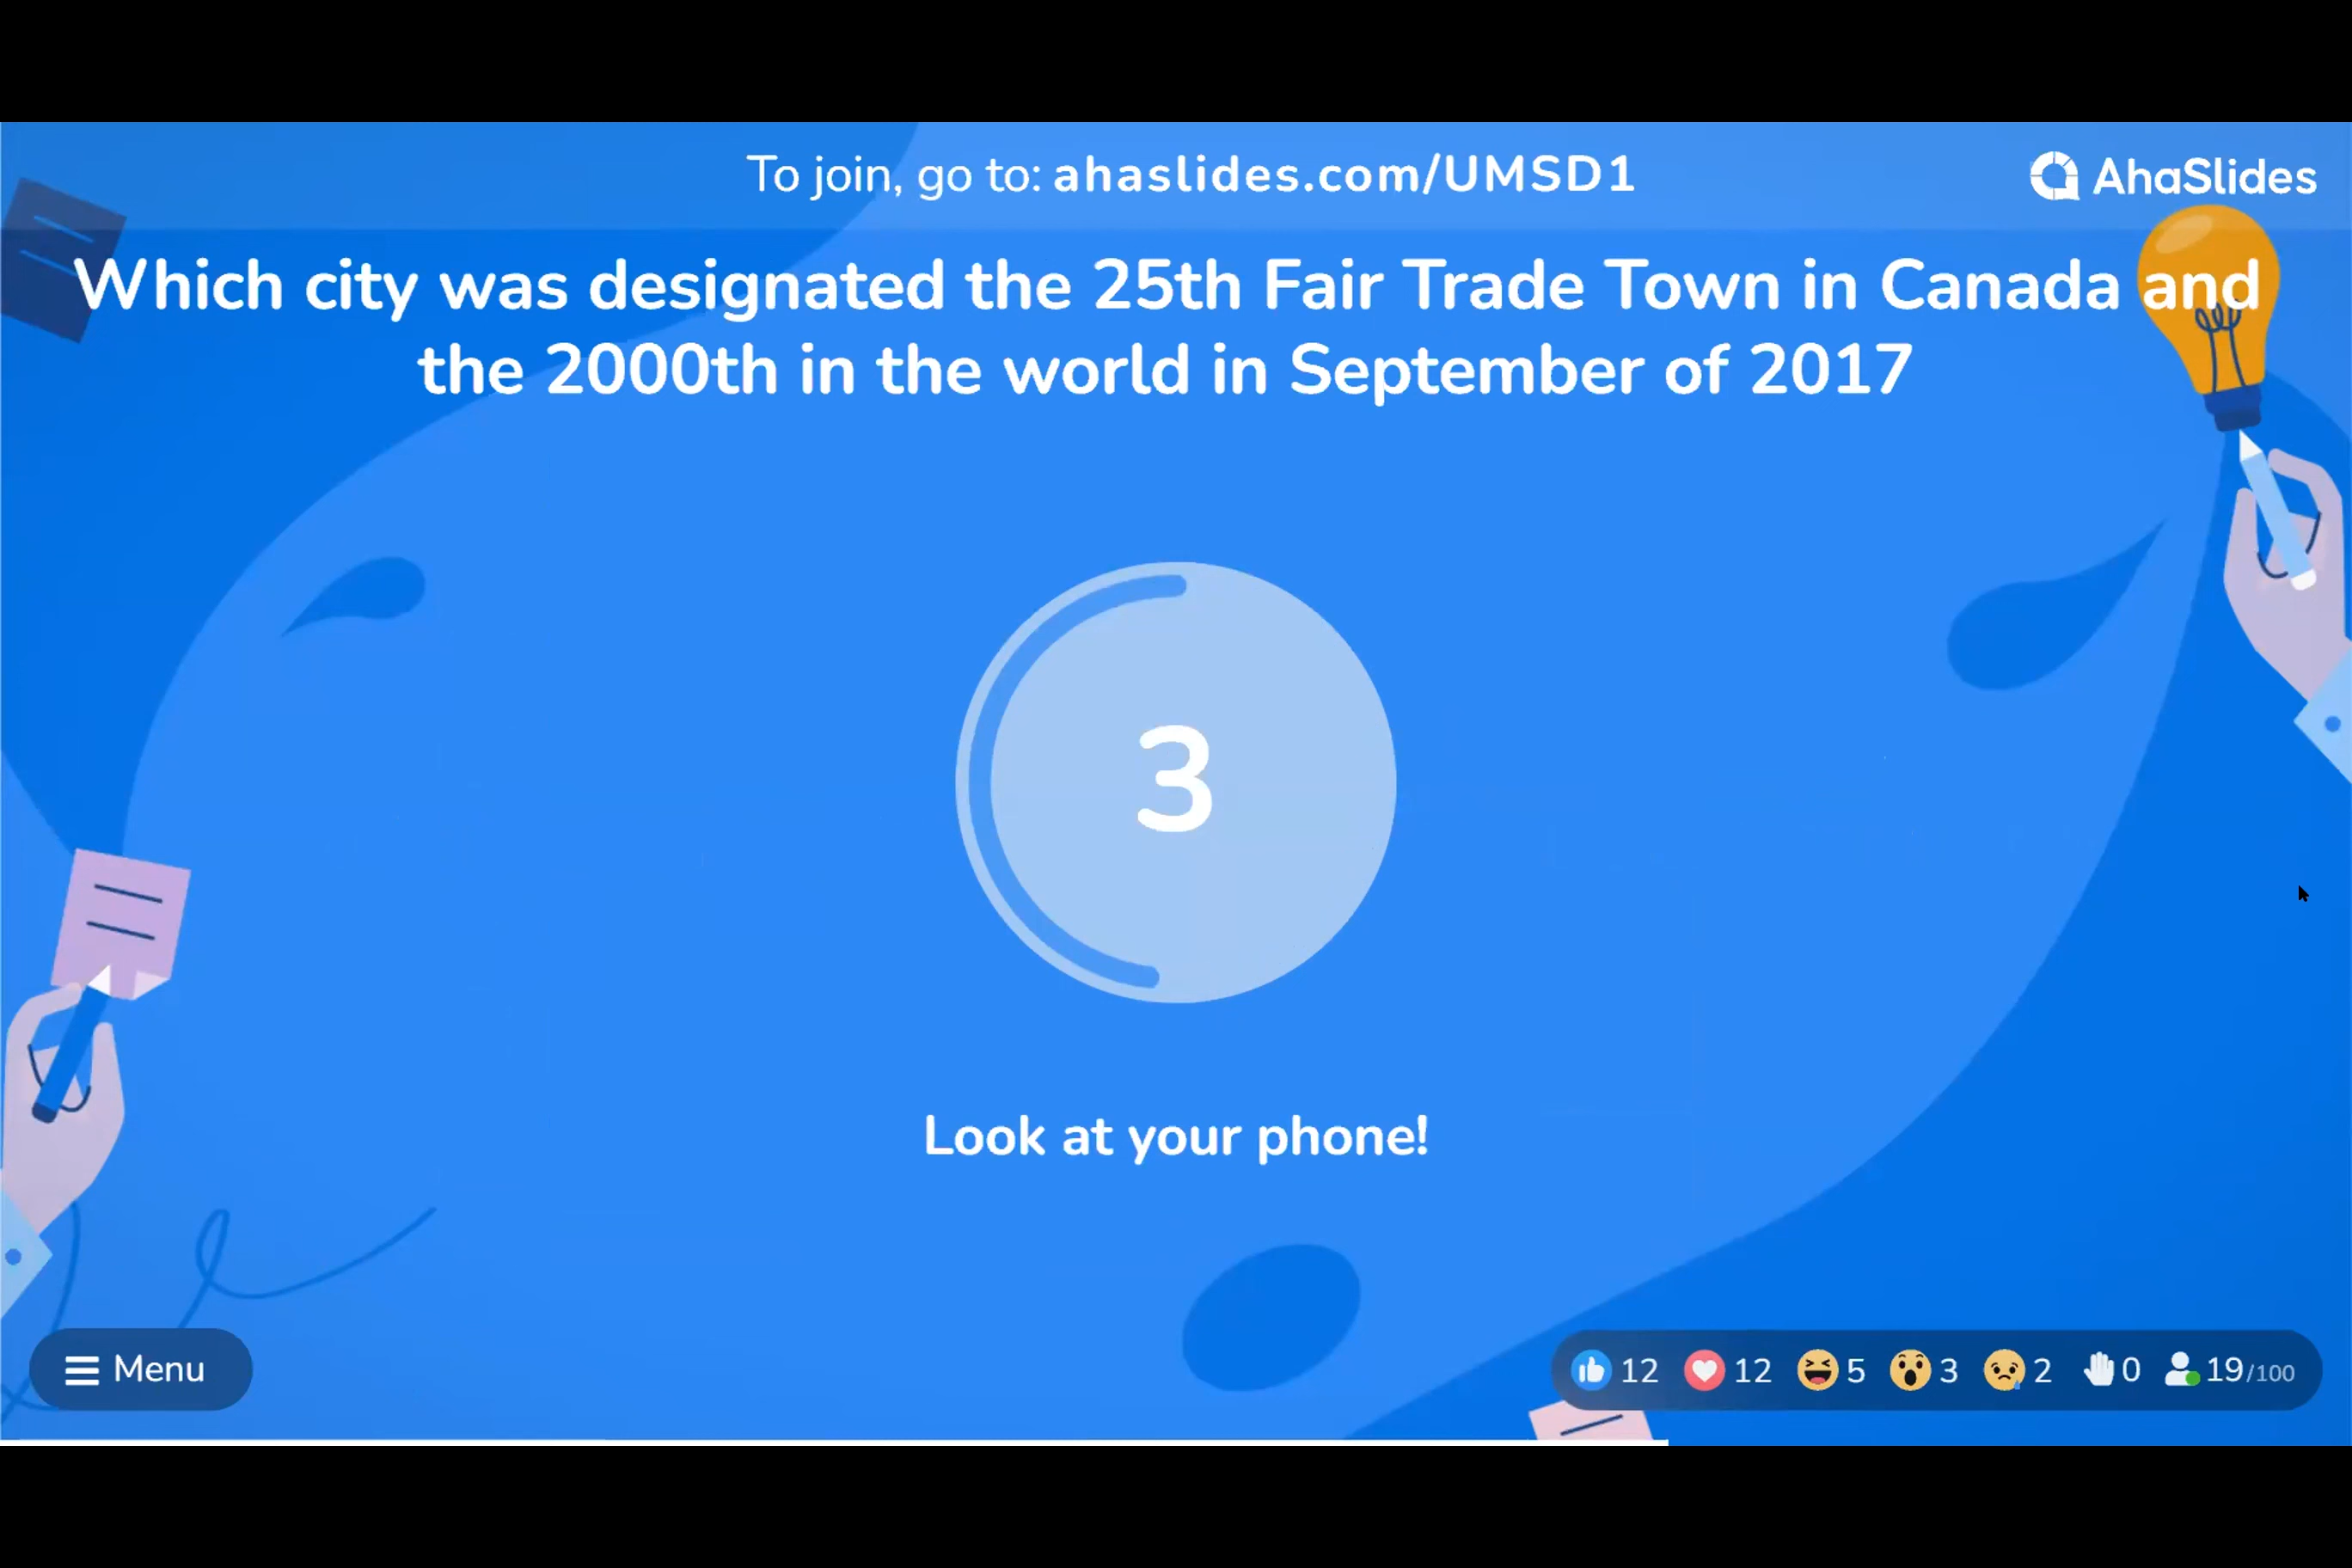 To join, go to: ahaslides.com/UMSD1
AhaSlides
Which city was designated the 25th Fair Trade Town in Canada and
the 2000th in the world in September of 2017
3
Look at your phone!
Menu
12 12 5 3 2 0 19/100